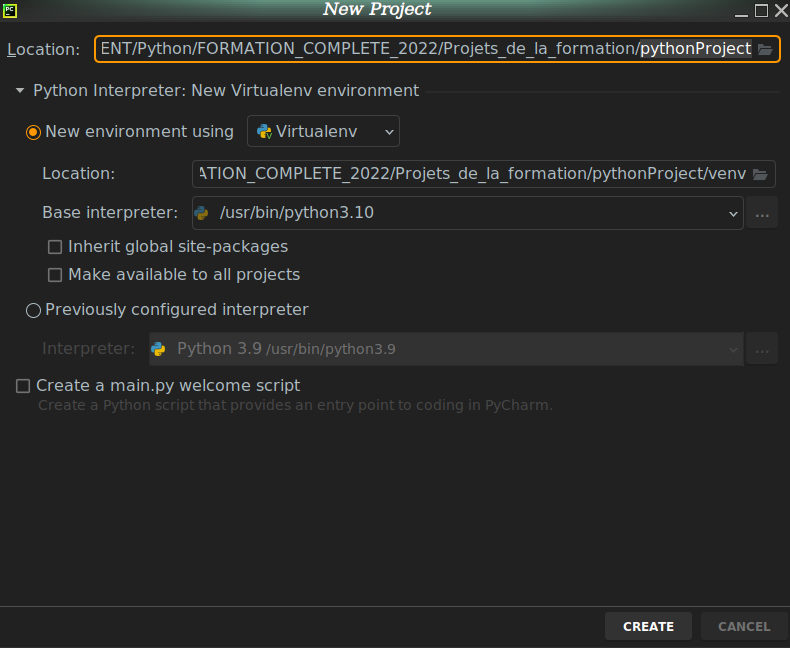 PC
New Project
Location: ENT/Python/FORMATION_COMPLETE_2022/Projets_de_la_formation/pythonProject
Python Interpreter: New Virtualenv environment
New environment using Virtualenv
Location: ATION_COMPLETE_2022/Projets_de_la_formation/pythonProject/venv
Base interpreter: /usr/bin/python3.10 ...
Inherit global site-packages
Make available to all projects
Previously configured interpreter
Interpreter: Python 3.9 /usr/bin/python3.9 ...
Create a main.py welcome script
Create a Python script that provides an entry point to coding in PyCharm.
CREATE CANCEL